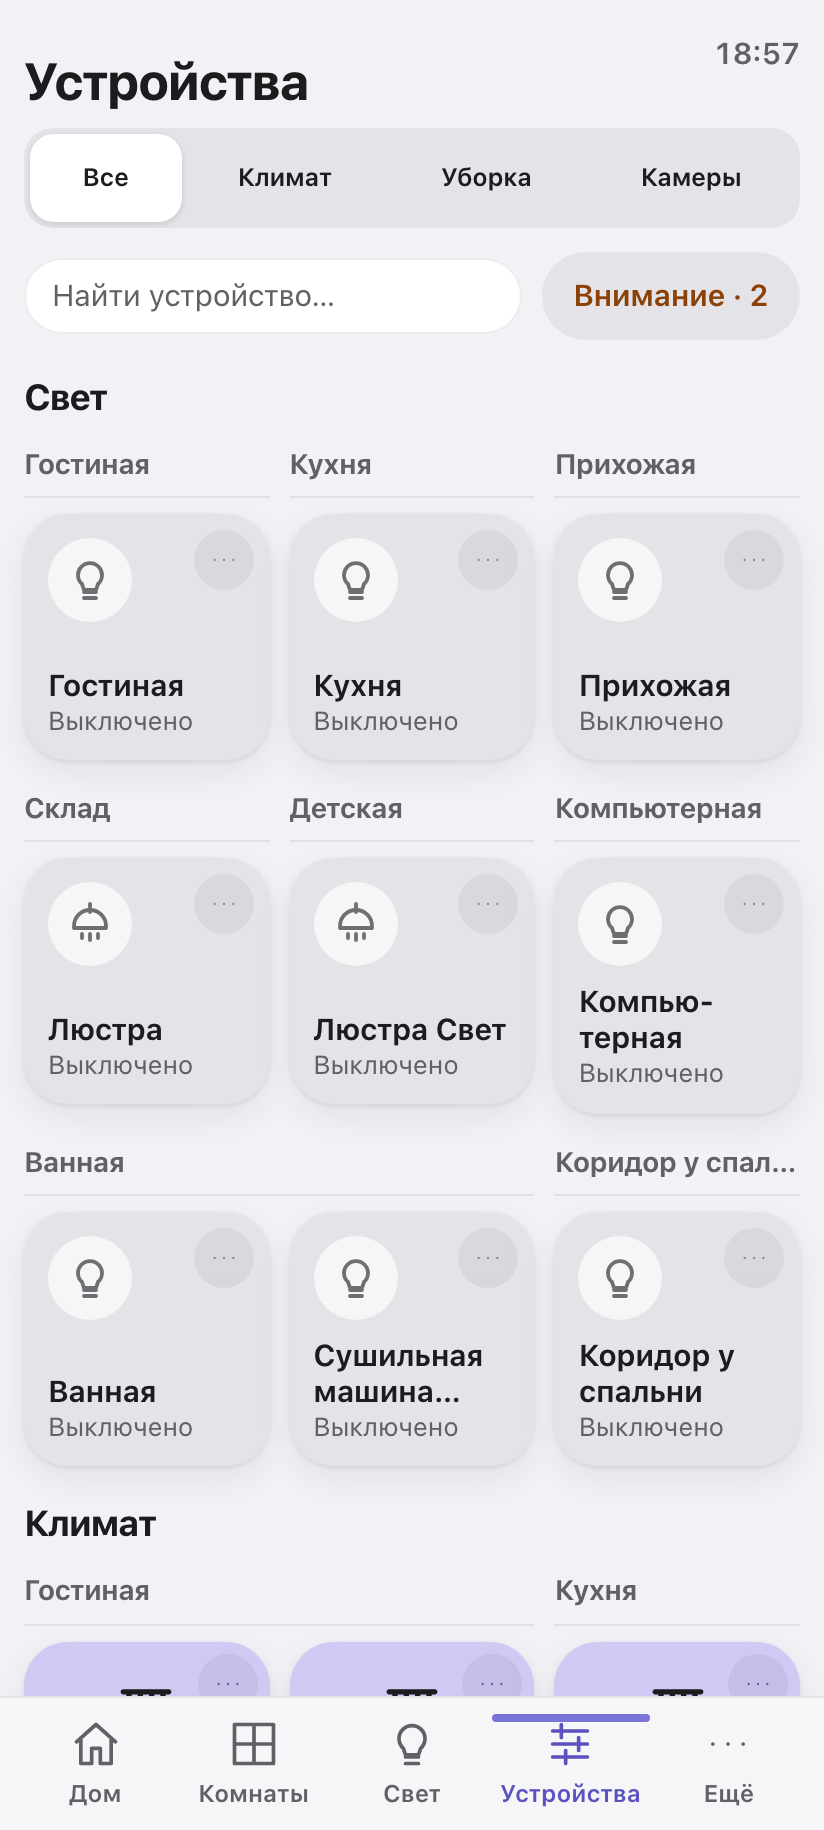 18:57
Устройства
Все Климат Уборка Камеры
Найти устройство...
Внимание · 2
Свет
Гостиная Кухня Прихожая
Гостиная
Выключено
Кухня
Выключено
Прихожая
Выключено
Склад Детская Компьютерная
Люстра
Выключено
Люстра Свет
Выключено
Компью-
терная
Выключено
Ванная Коридор у спал...
Ванная
Выключено
Сушильная
машина...
Выключено
Коридор у
спальни
Выключено
Климат
Гостиная Кухня
Дом Комнаты Свет Устройства Ещё